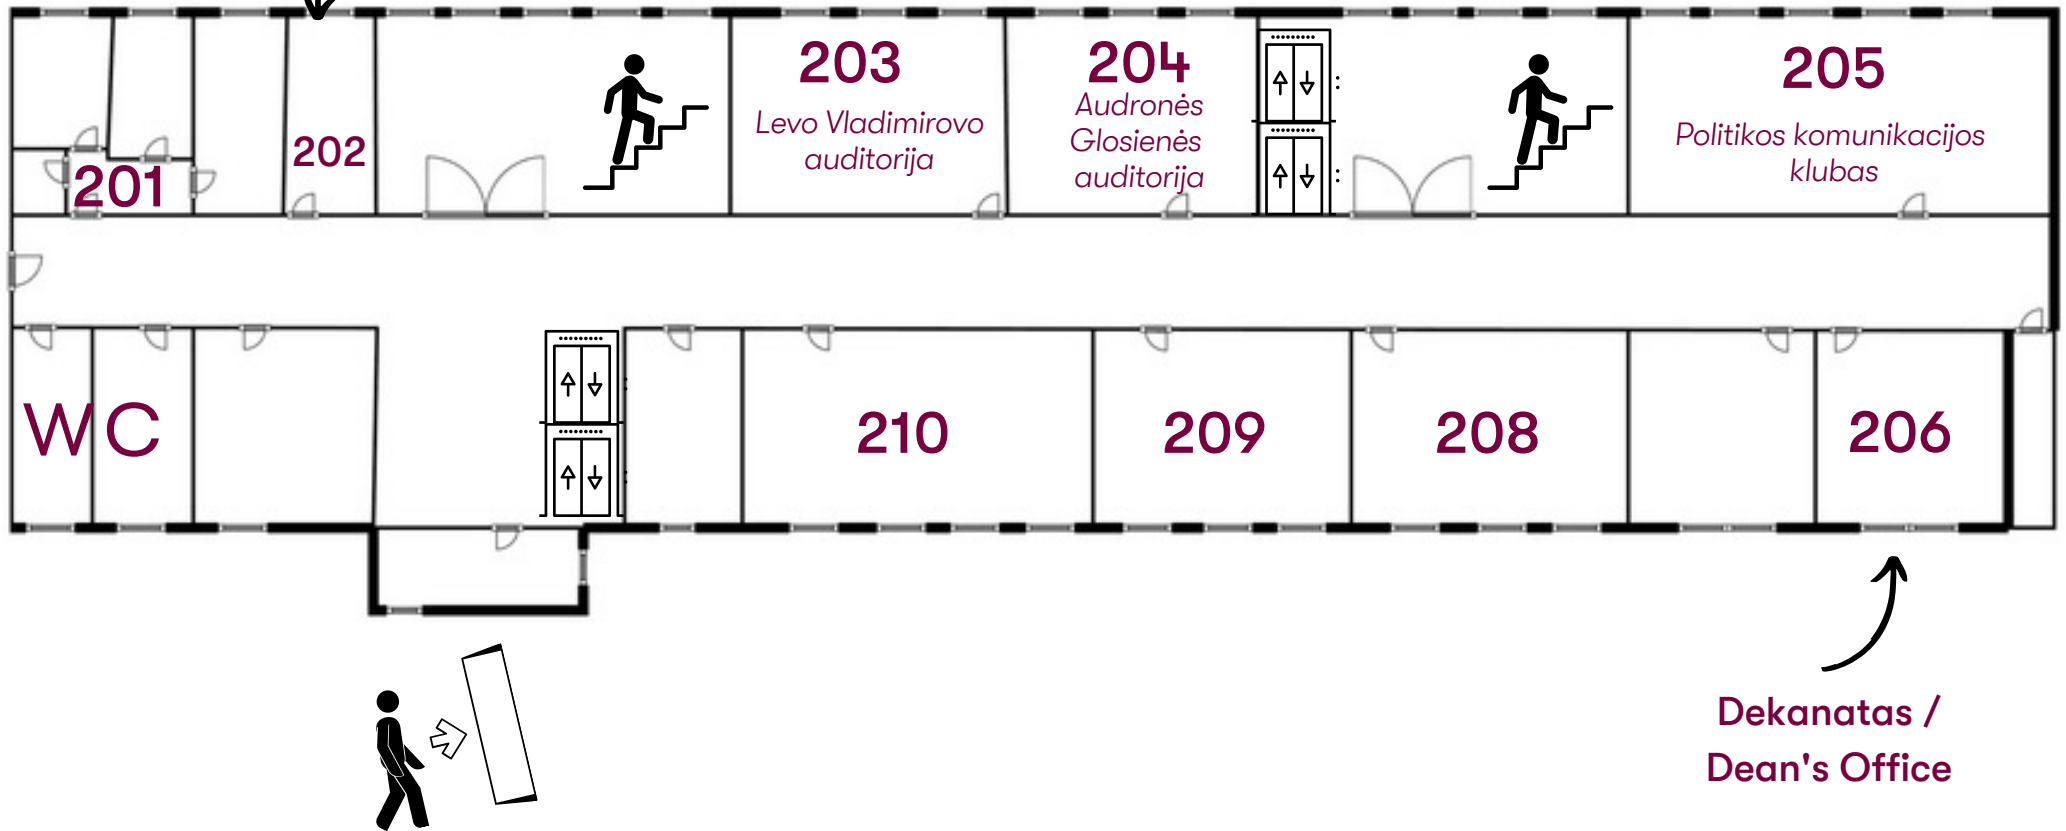 203
204
205
Levo Vladimirovo
auditorija
Audronės
Glosienės
auditorija
Politikos komunikacijos
klubas
202
201
WC
210
209
208
206
Dekanatas /
Dean's Office